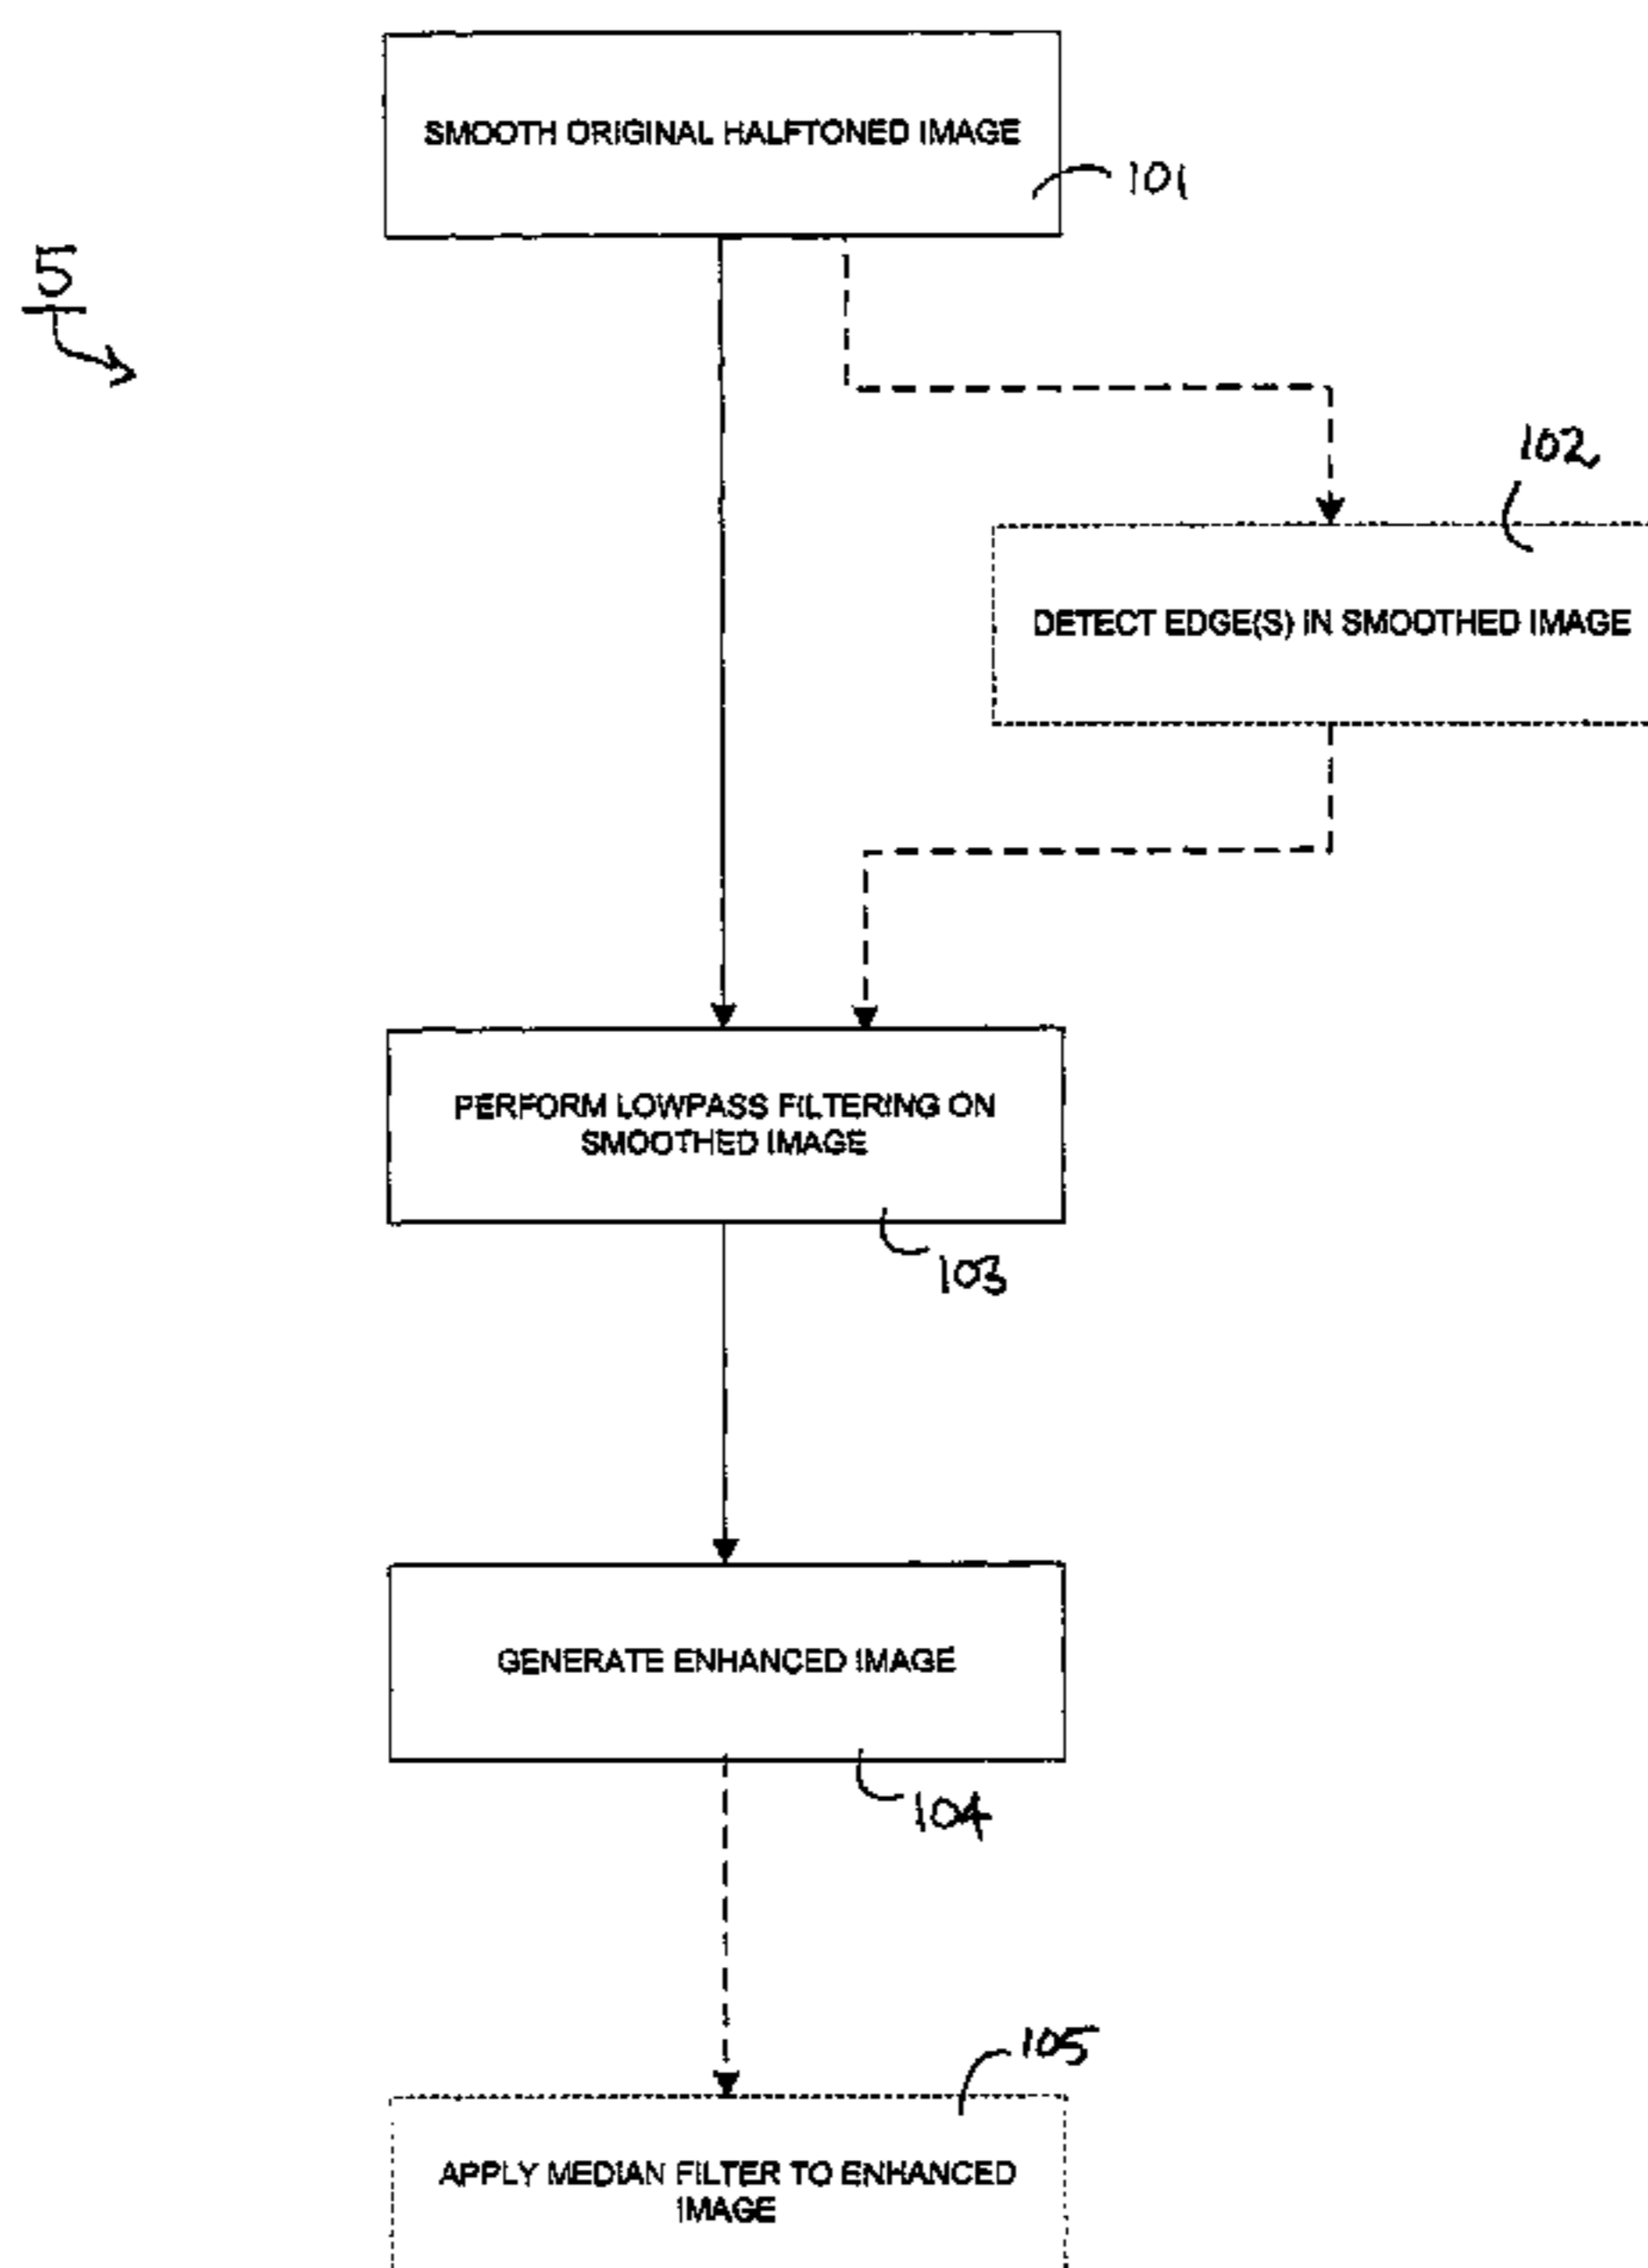 SMOOTH ORIGINAL HALFTONED IMAGE
101
5
102
DETECT EDGE(S) IN SMOOTHED IMAGE
PERFORM LOWPASS FILTERING ON
SMOOTHED IMAGE
103
GENERATE ENHANCED IMAGE
104
105
APPLY MEDIAN FILTER TO ENHANCED
IMAGE